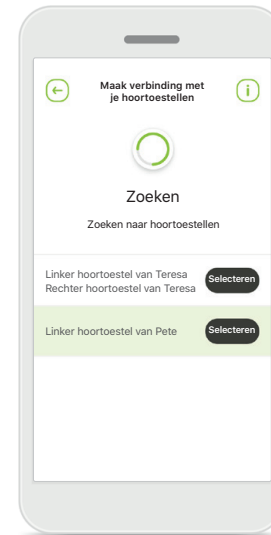 Maak verbinding met
je hoortoestellen
Zoeken
Zoeken naar hoortoestellen
Linker hoortoestel van Teresa
Rechter hoortoestel van Teresa
Selecteren
Linker hoortoestel van Pete
Selecteren